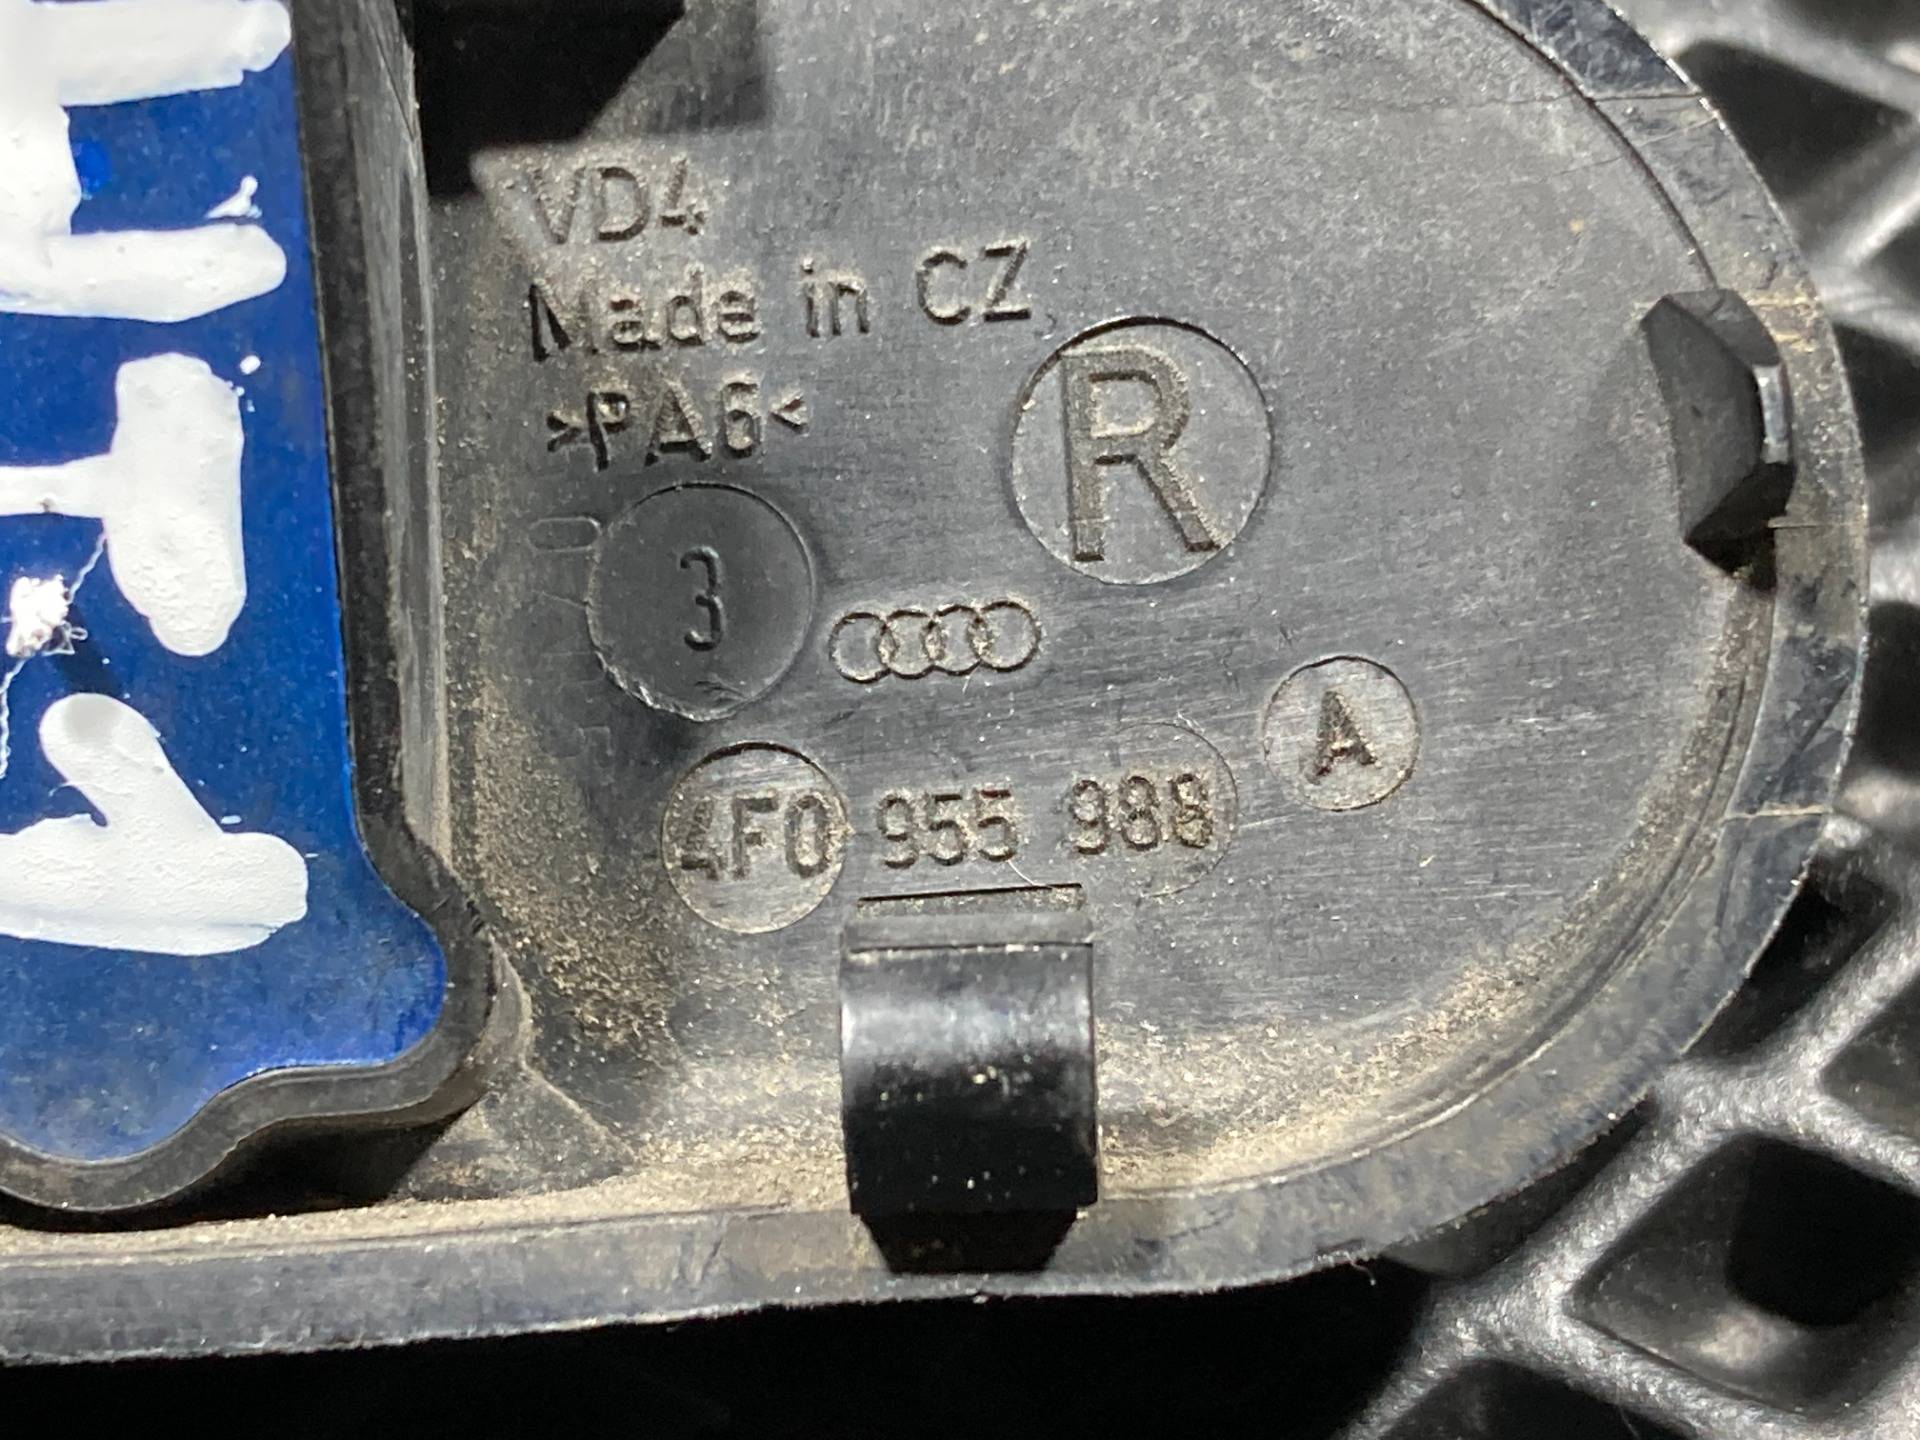 VD4
Made in CZ
>PA6<
R
3
A
4F0 955 988